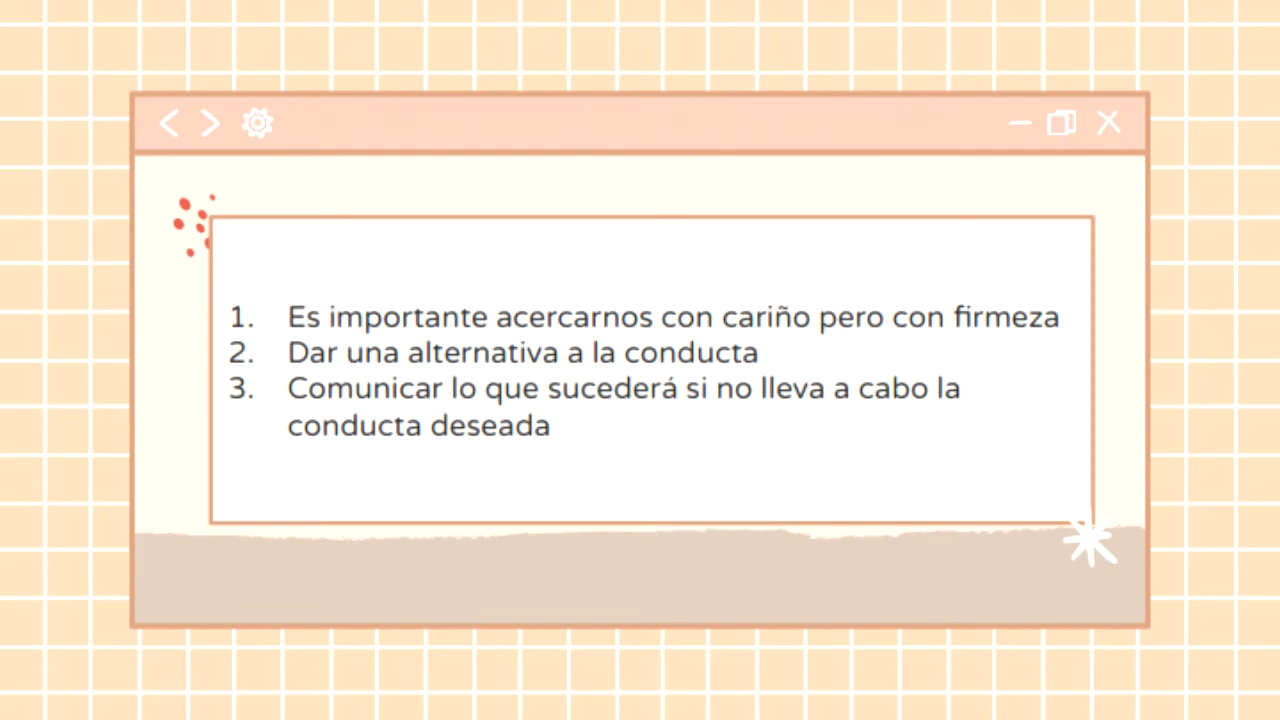 1. Es importante acercarnos con cariño pero con firmeza
2. Dar una alternativa a la conducta
3. Comunicar lo que sucederá si no lleva a cabo la
conducta deseada